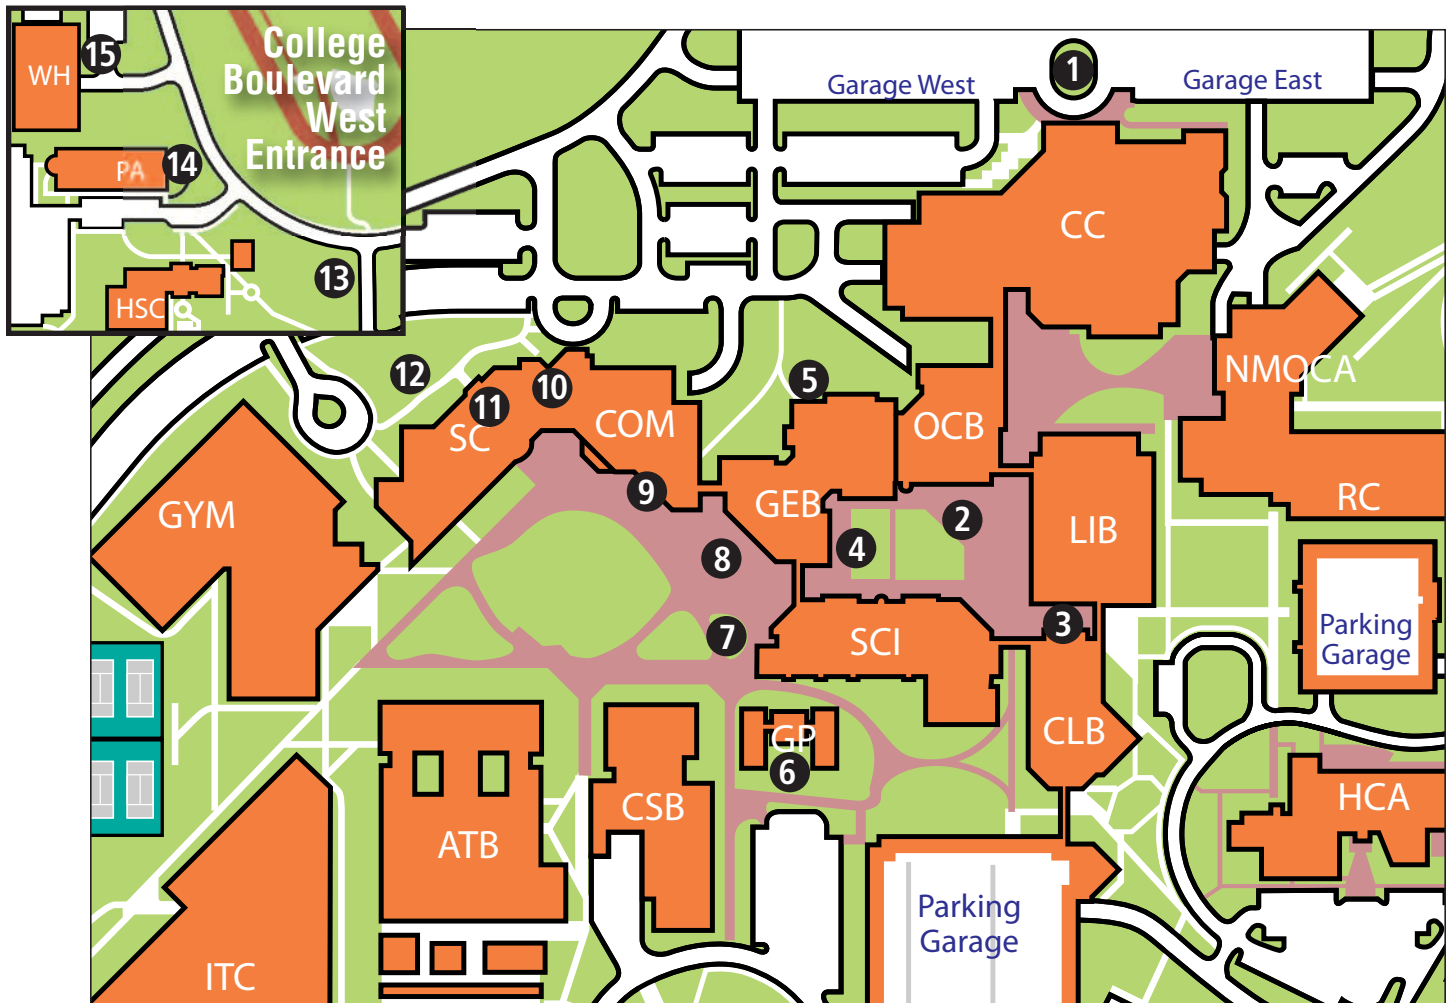 College
Boulevard
West
Entrance
15
WH
14
PA
13
HSC
1
Garage West
Garage East
CC
12
11
10
SC
COM
5
OCB
NMOCA
GYM
9
GEB
2
LIB
RC
8
4
7
SCI
3
Parking
Garage
GP
6
CLB
CSB
ATB
HCA
Parking
Garage
ITC